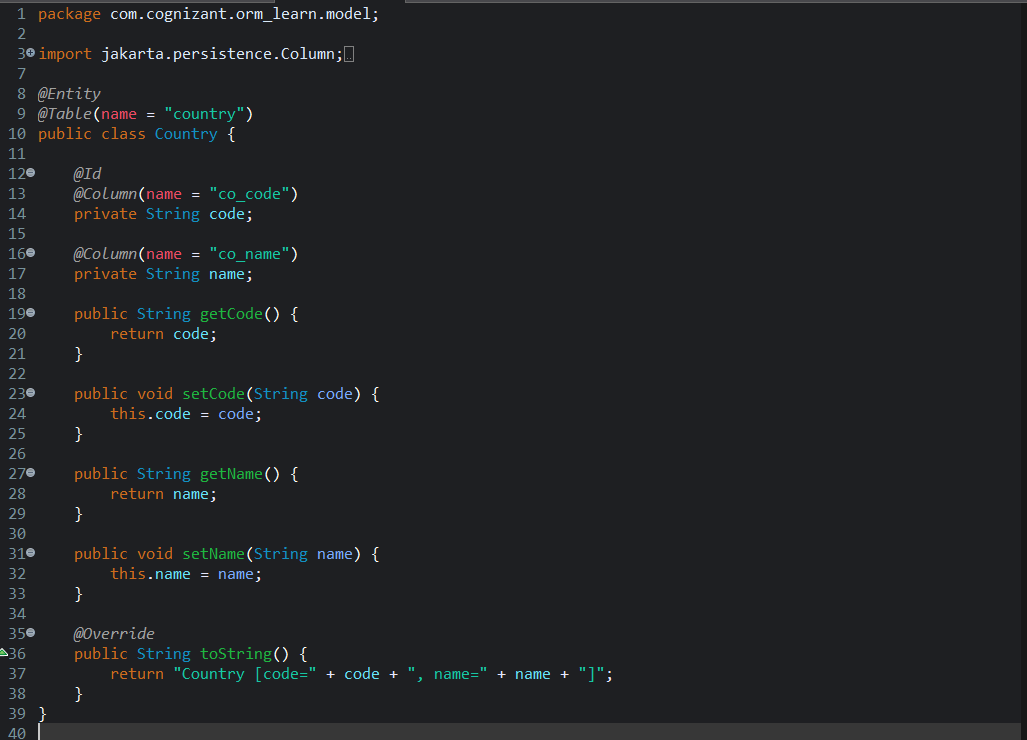 1 package com.cognizant.orm_learn.model;
2
3 import jakarta.persistence.Column;
7
8 @Entity
9 @Table(name = "country")
10 public class Country {
11
12     @Id
13     @Column(name = "co_code")
14     private String code;
15
16     @Column(name = "co_name")
17     private String name;
18
19     public String getCode() {
20         return code;
21     }
22
23     public void setCode(String code) {
24         this.code = code;
25     }
26
27     public String getName() {
28         return name;
29     }
30
31     public void setName(String name) {
32         this.name = name;
33     }
34
35     @Override
36     public String toString() {
37         return "Country [code=" + code + ", name=" + name + "]";
38     }
39 }
40